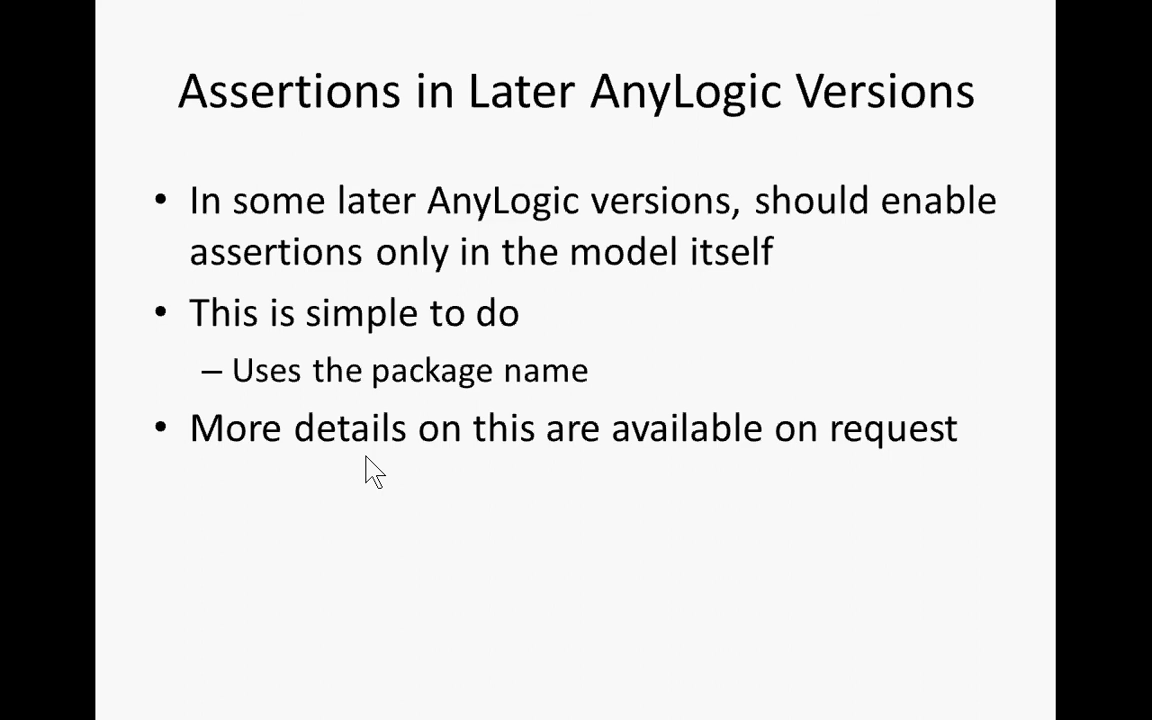 Assertions in Later AnyLogic Versions
• In some later AnyLogic versions, should enable
assertions only in the model itself
• This is simple to do
– Uses the package name
• More details on this are available on request